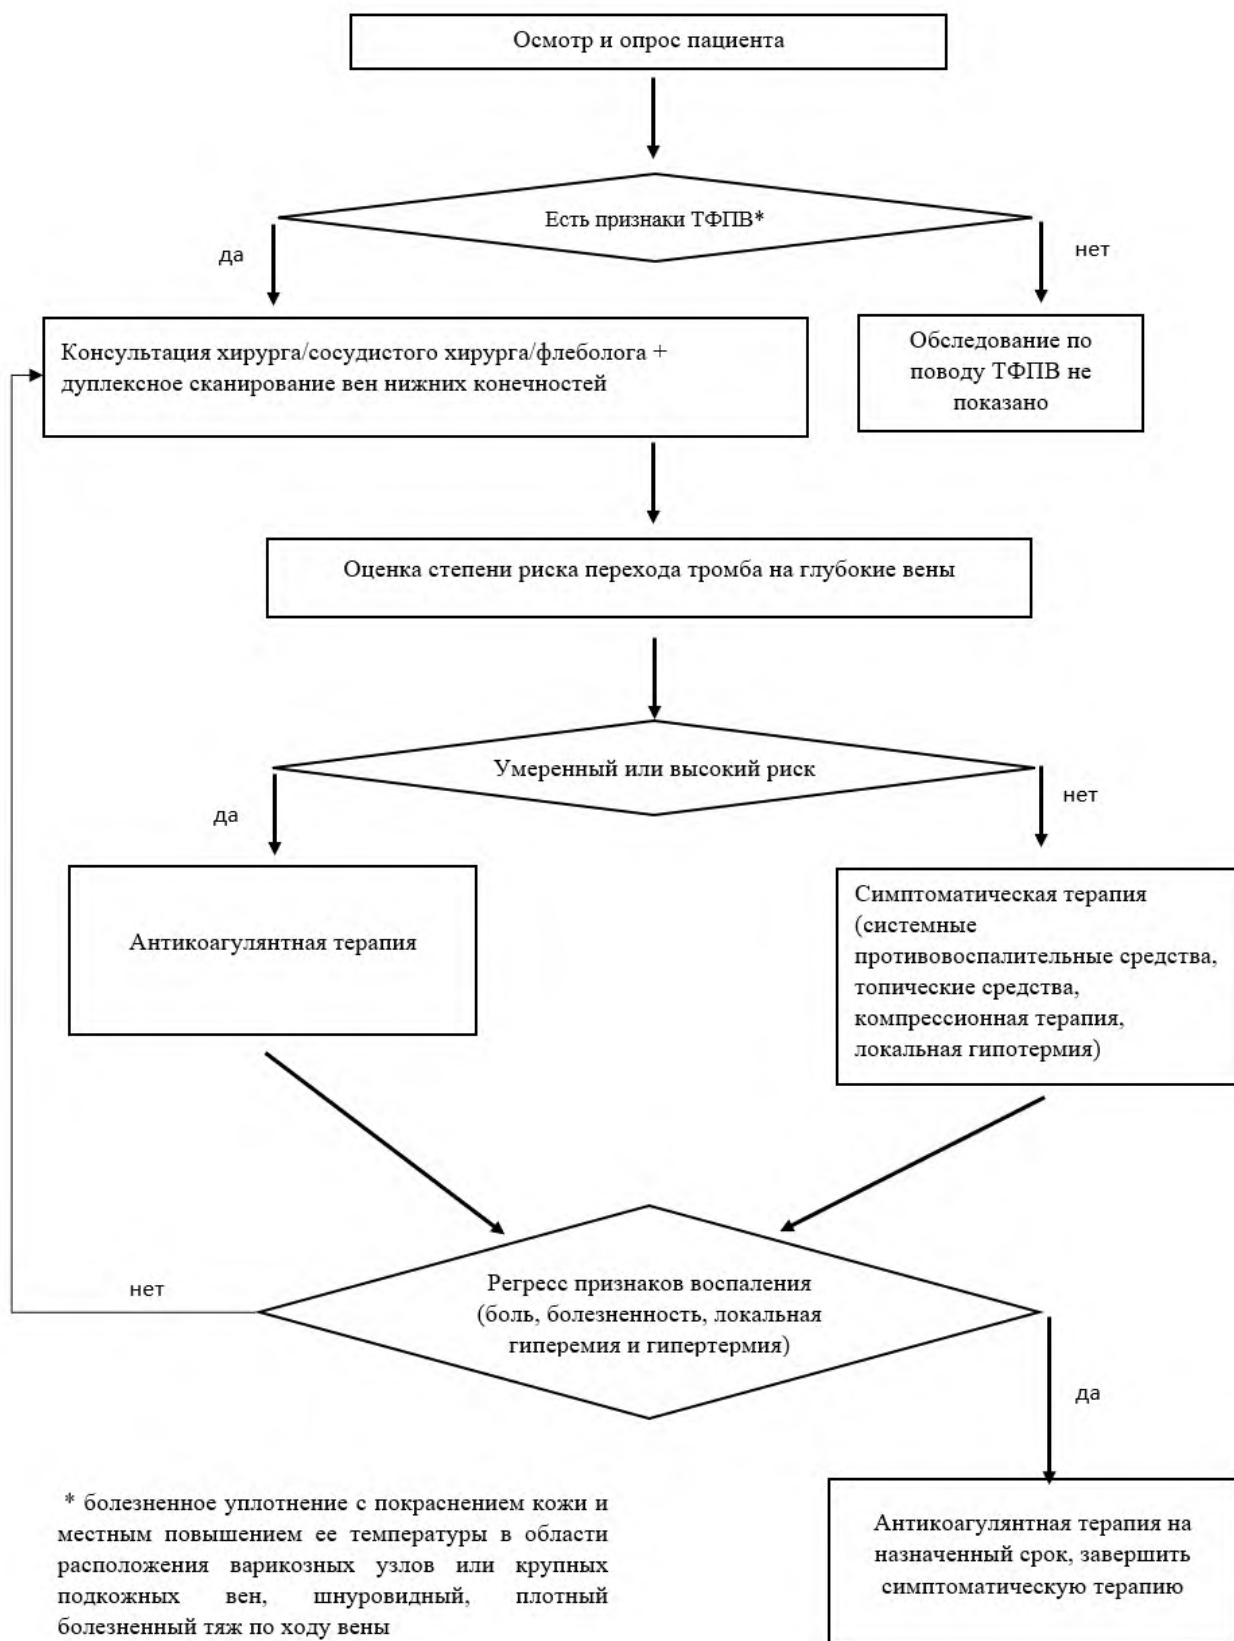 Осмотр и опрос пациента
Есть признаки ТФПВ*
да
нет
Консультация хирурга/сосудистого хирурга/флеболога +
дуплексное сканирование вен нижних конечностей
Обследование по
поводу ТФПВ не
показано
Оценка степени риска перехода тромба на глубокие вены
Умеренный или высокий риск
да
нет
Антикоагулянтная терапия
Симптоматическая терапия
(системные
противовоспалительные средства,
топические средства,
компрессионная терапия,
локальная гипотермия)
нет
Регресс признаков воспаления
(боль, болезненность, локальная
гиперемия и гипертермия)
да
* болезненное уплотнение с покраснением кожи и
местным повышением ее температуры в области
расположения варикозных узлов или крупных
подкожных вен, шнуровидный, плотный
болезненный тяж по ходу вены
Антикоагулянтная терапия на
назначенный срок, завершить
симптоматическую терапию